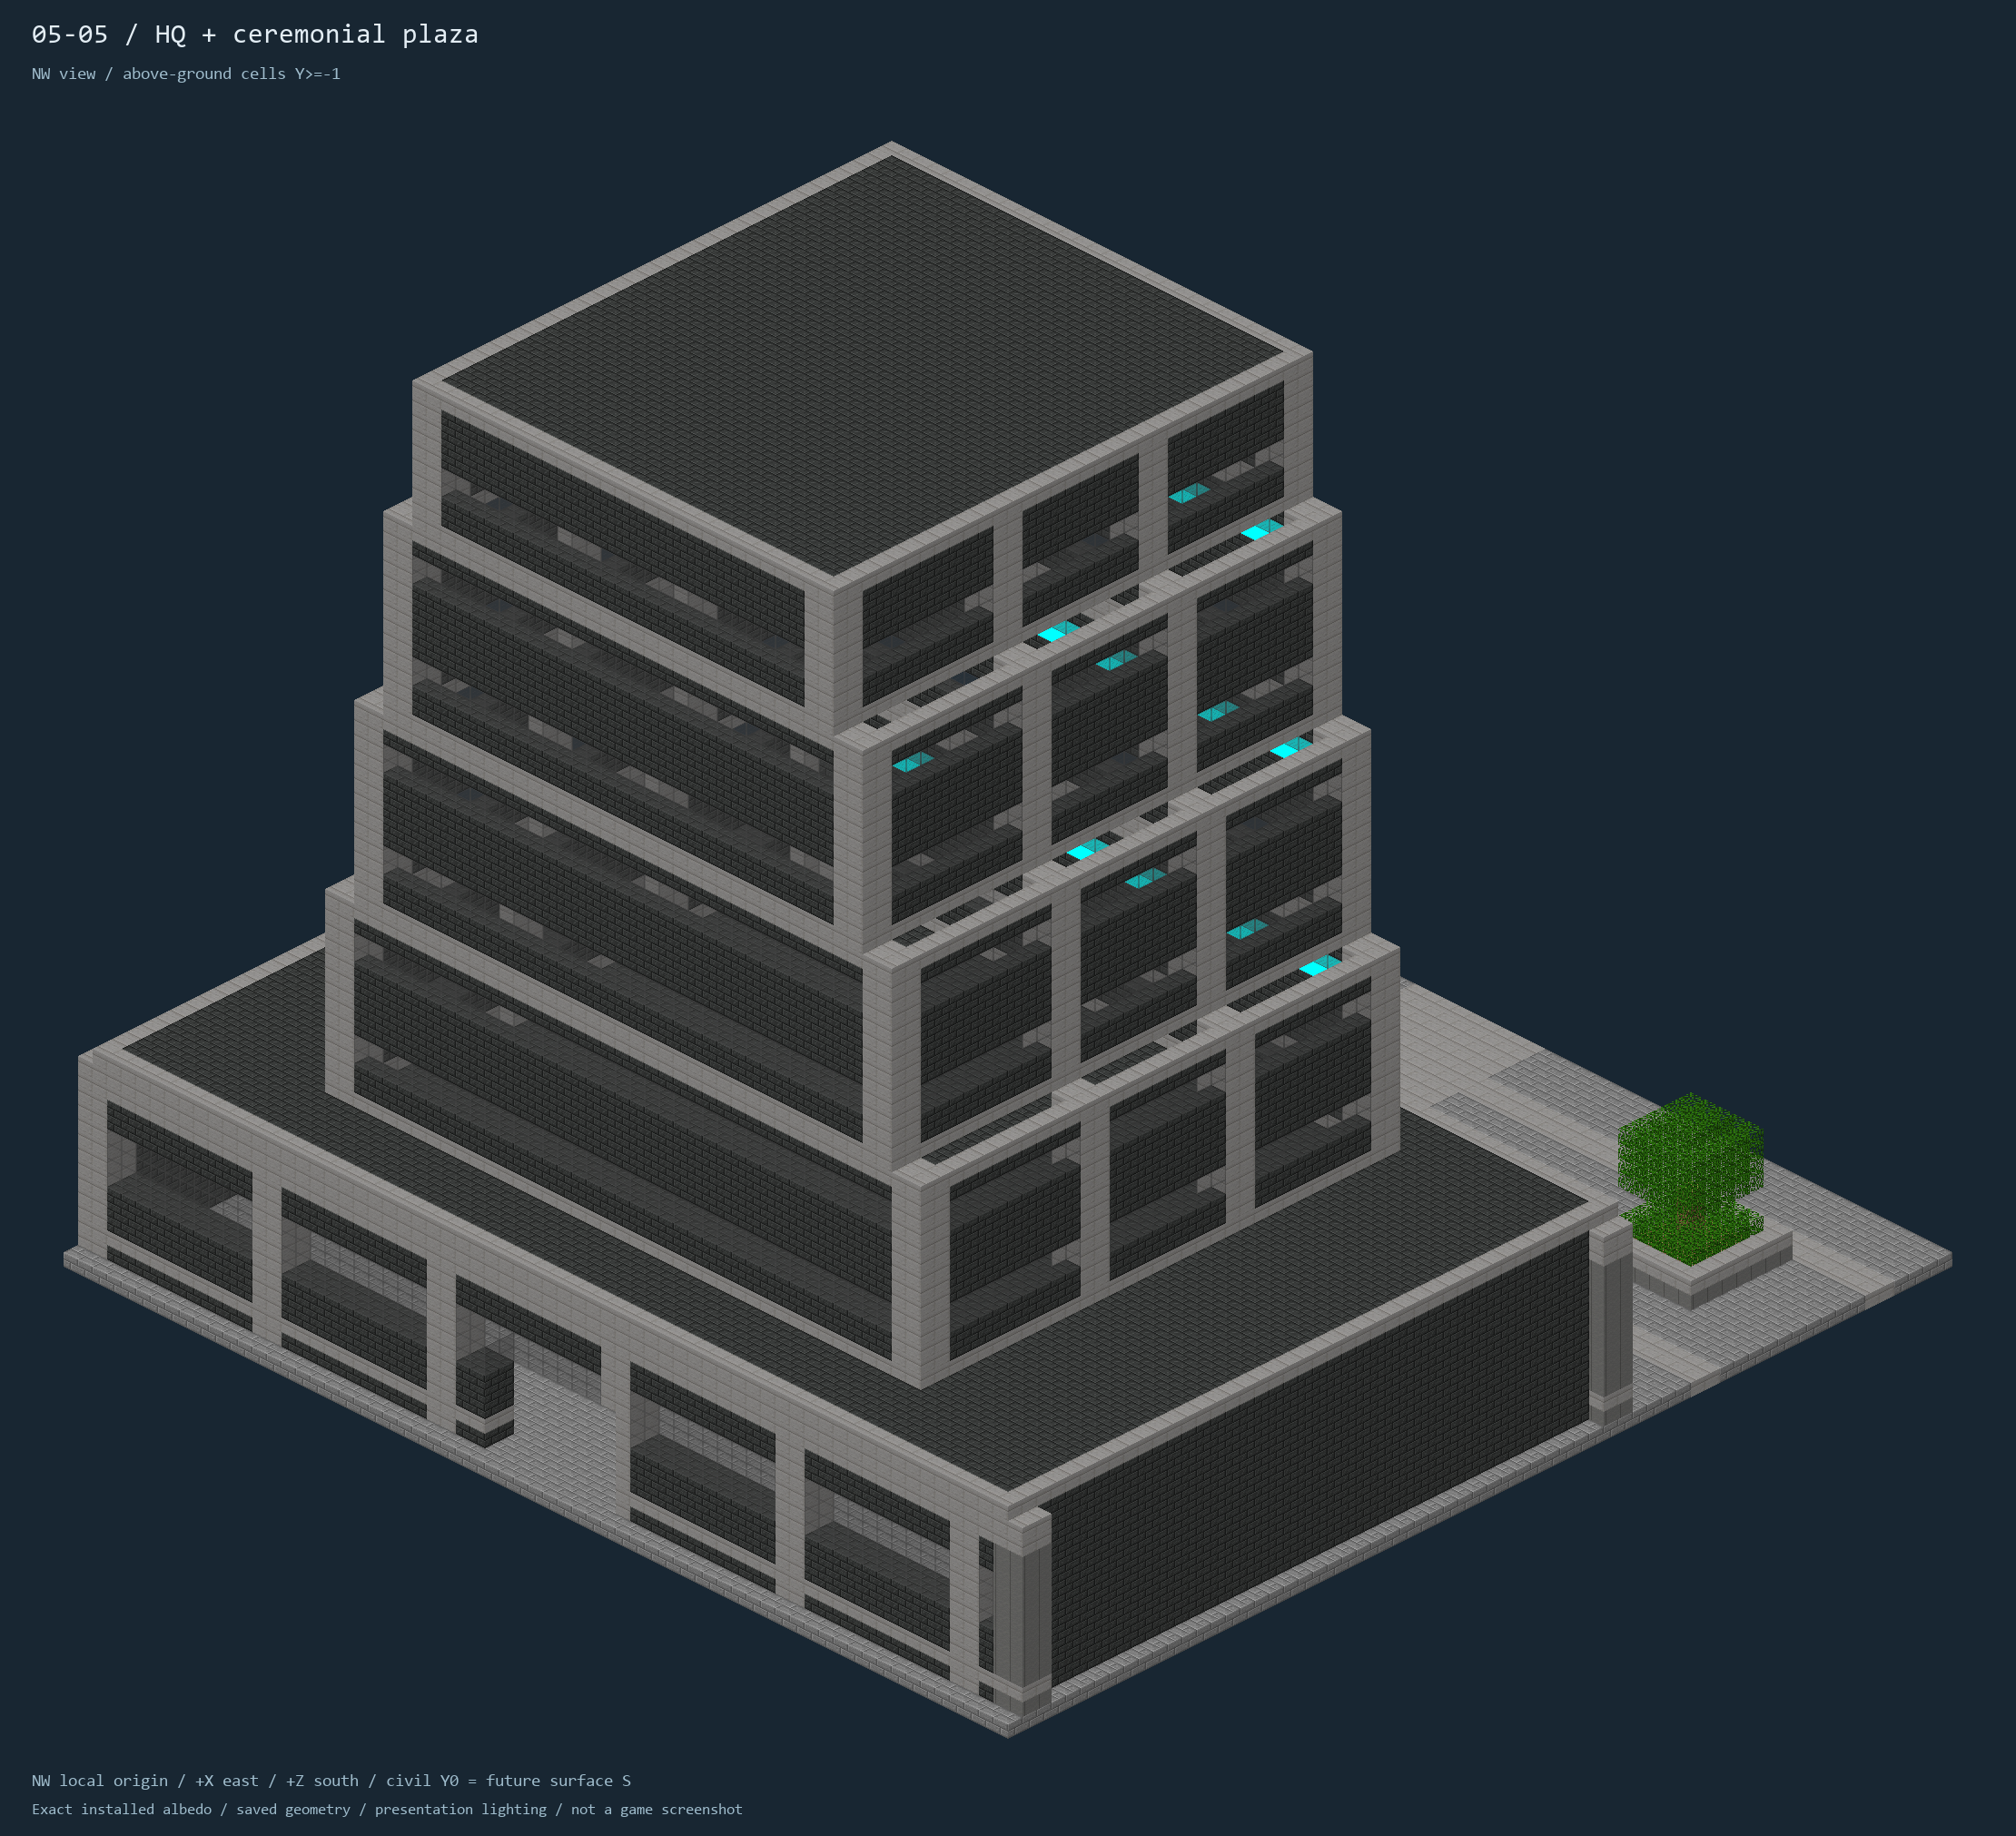 05-05 / HQ + ceremonial plaza
NW view / above-ground cells Y>=-1
NW local origin / +X east / +Z south / civil Y0 = future surface S
Exact installed albedo / saved geometry / presentation lighting / not a game screenshot